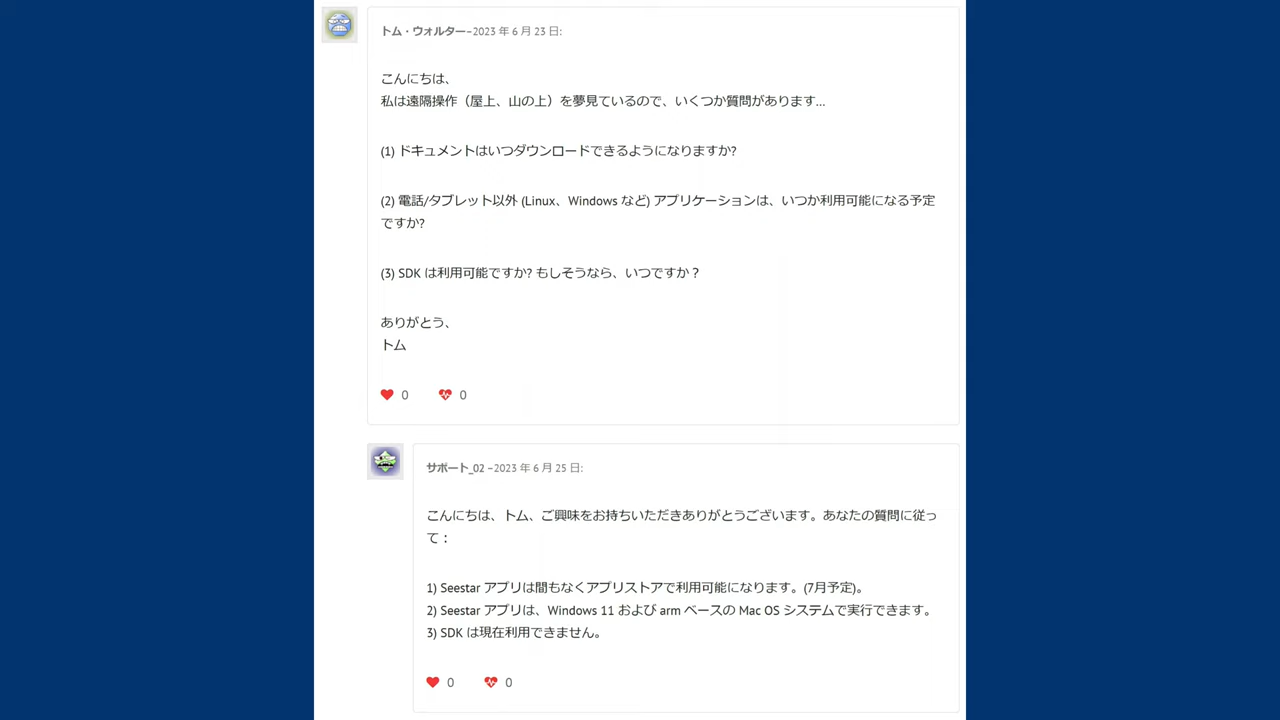 トム・ウォルター–2023 年 6 月 23 日:
こんにちは、
私は遠隔操作（屋上、山の上）を夢見ているので、いくつか質問があります...
(1) ドキュメントはいつダウンロードできるようになりますか?
(2) 電話/タブレット以外 (Linux、Windows など) アプリケーションは、いつか利用可能になる予定
ですか?
(3) SDK は利用可能ですか? もしそうなら、いつですか？
ありがとう、
トム
0 0
サポート_02 –2023 年 6 月 25 日:
こんにちは、トム、ご興味をお持ちいただきありがとうございます。あなたの質問に従っ
て：
1) Seestar アプリは間もなくアプリストアで利用可能になります。(7月予定)。
2) Seestar アプリは、Windows 11 および arm ベースの Mac OS システムで実行できます。
3) SDK は現在利用できません。
0 0